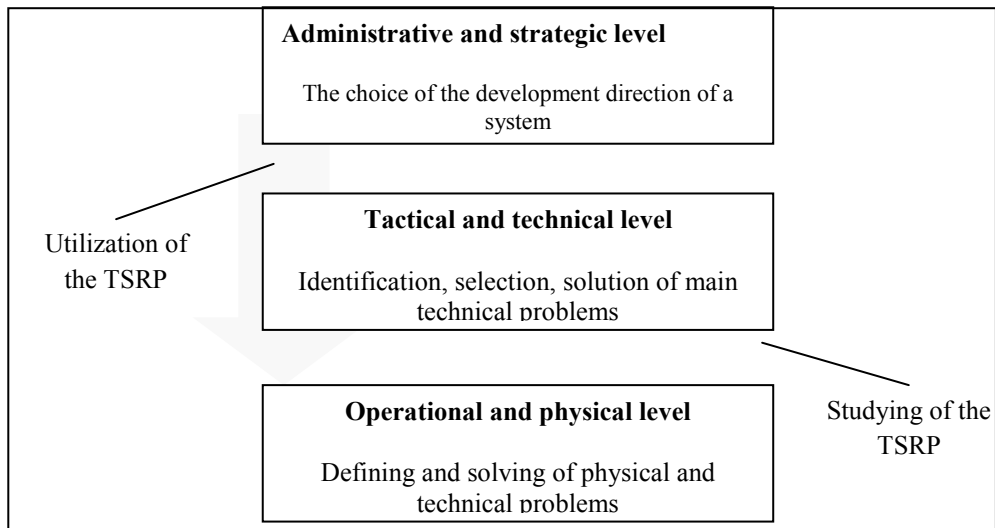 Administrative and strategic level
The choice of the development direction of a
system
Utilization of
the TSRP
Tactical and technical level
Identification, selection, solution of main
technical problems
Operational and physical level
Defining and solving of physical and
technical problems
Studying of the
TSRP